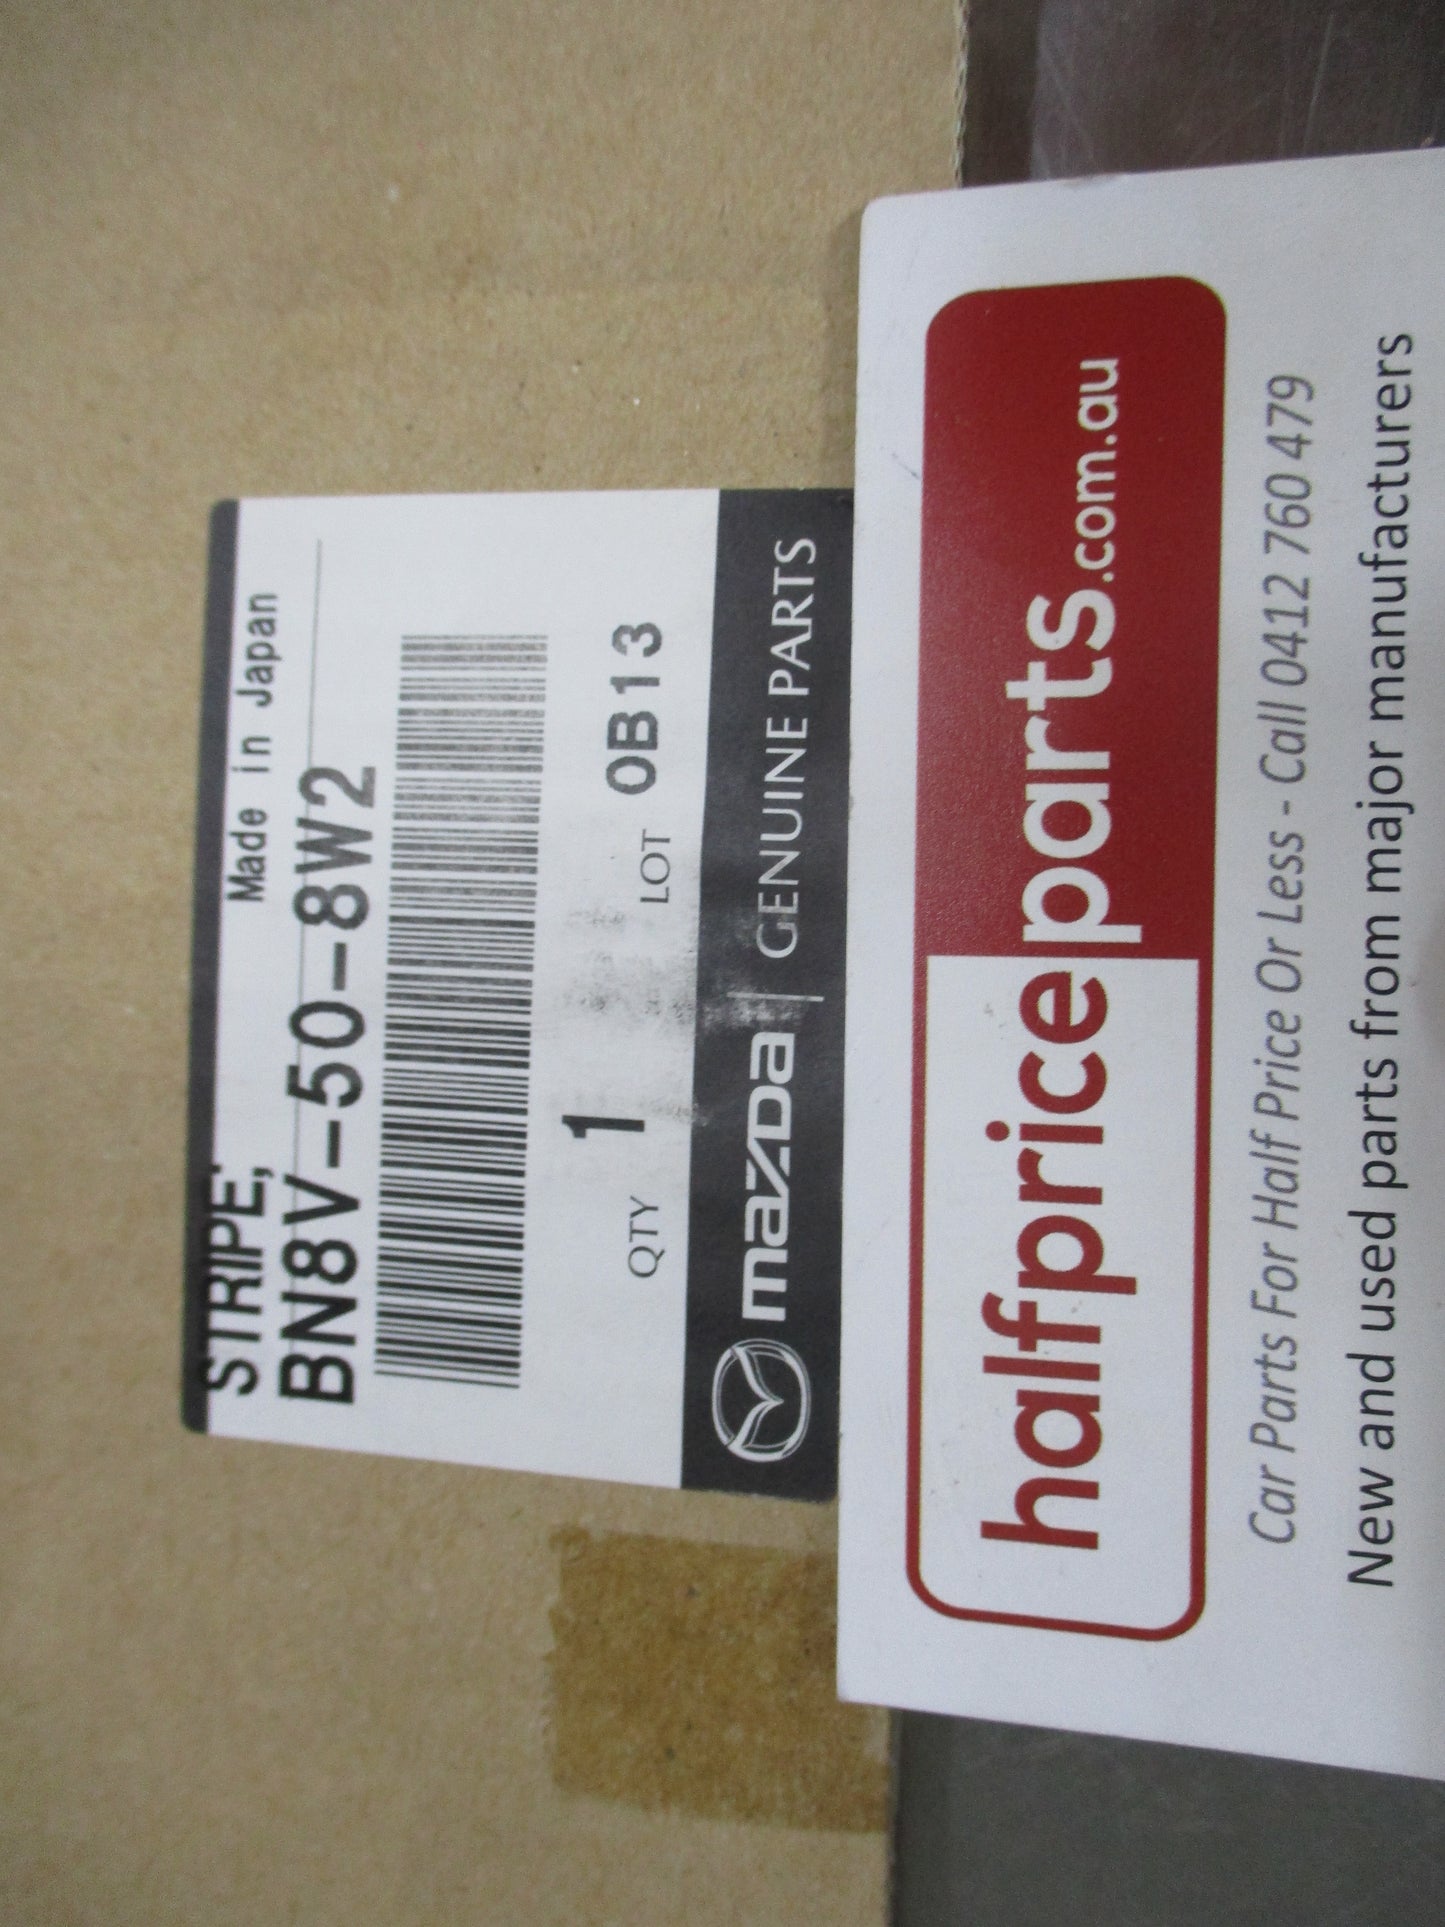 STRIPE,
Made in Japan
BN8V-50-8W2
QTY 1 LOT 0B13
mazda | GENUINE PARTS
halfpriceparts.com.au
Car Parts For Half Price Or Less - Call 0412 760 479
New and used parts from major manufacturers